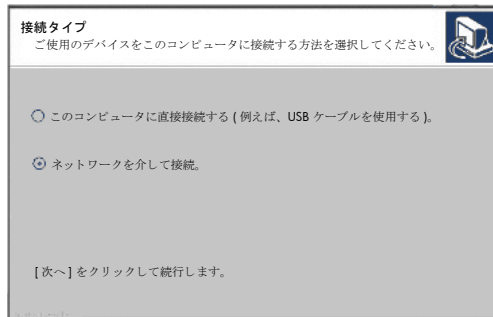 接続タイプ
ご使用のデバイスをこのコンピュータに接続する方法を選択してください。
このコンピュータに直接接続する ( 例えば、USB ケーブルを使用する )。
ネットワークを介して接続。
[ 次へ ] をクリックして続行します。